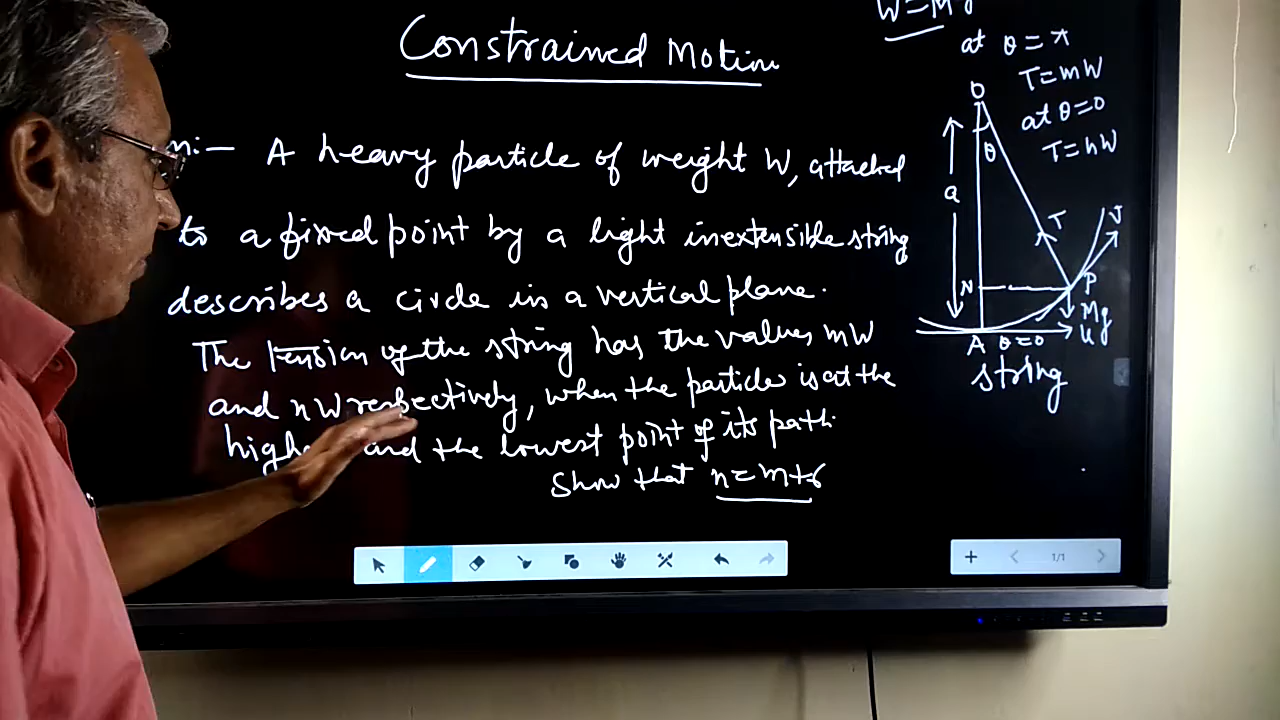 Constrained Motion
:— A heavy particle of weight W, attached
to a fixed point by a light inextensible string
describes a circle in a vertical plane.
The tension of the string has the values mW
and nW respectively, when the particle is at the
and the lowest point of its path.
Show that n=m+6
W=Mg
at θ=π
T=mW
at θ=0
T=nW
O
θ
a
T
N
P
Mg
u
A θ=0
string
1/1